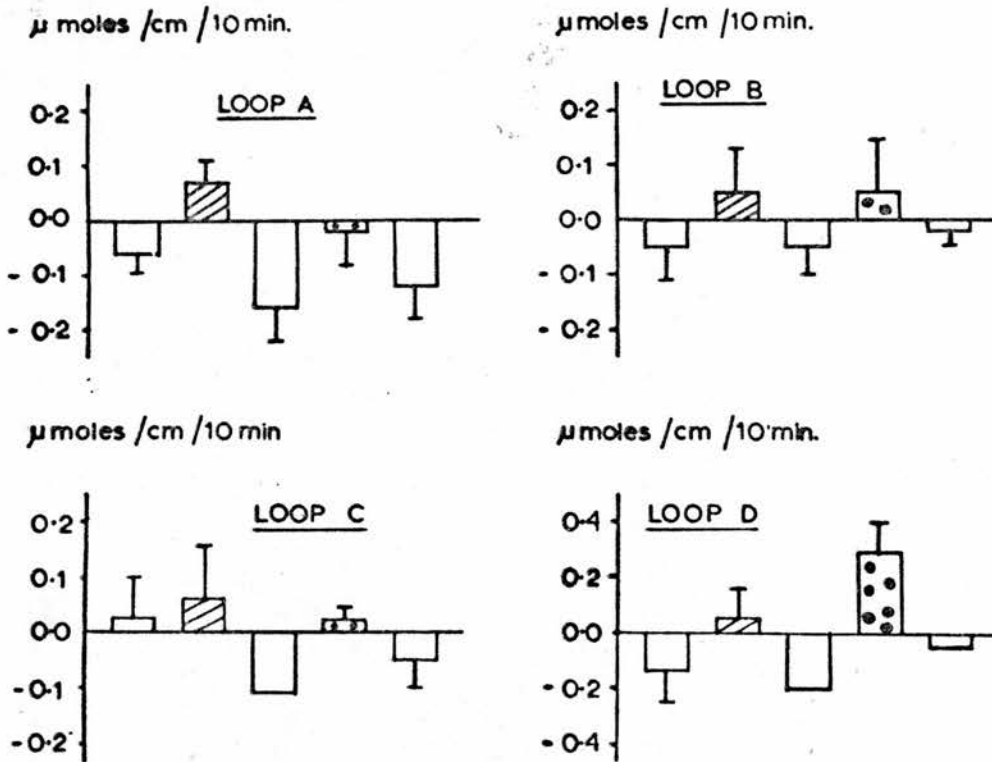 μ moles /cm /10 min.
LOOP A
0·2
0·1
0·0
- 0·1
- 0·2
μmoles /cm /10 min.
LOOP B
0·2
0·1
0·0
- 0·1
- 0·2
μmoles /cm /10 min
LOOP C
0·2
0·1
0·0
- 0·1
- 0·2
μmoles /cm /10 min.
LOOP D
0·4
0·2
0·0
- 0·2
- 0·4